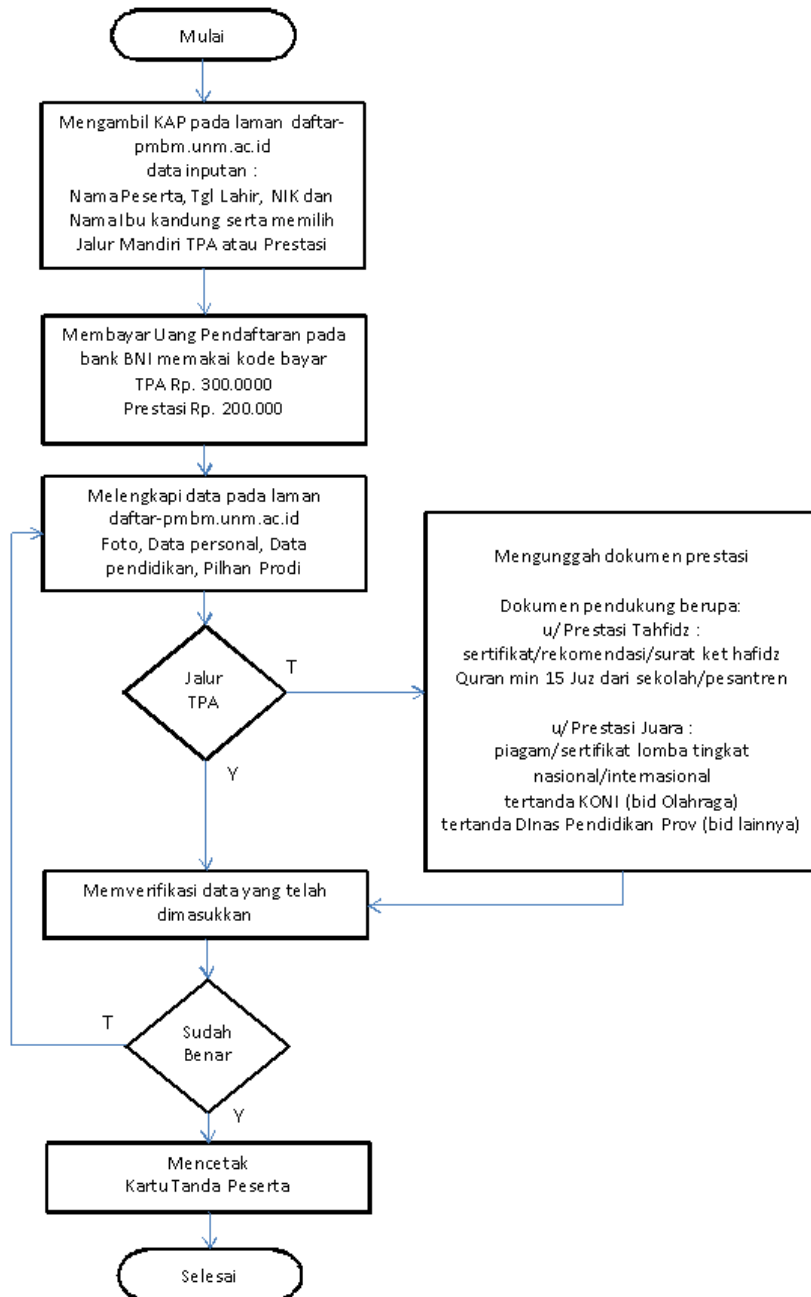 Mulai
Mengambil KAP pada laman daftar-
pmbm.unm.ac.id
data inputan :
Nama Peserta, Tgl Lahir, NIK dan
Nama Ibu kandung serta memilih
Jalur Mandiri TPA atau Prestasi
Membayar Uang Pendaftaran pada
bank BNI memakai kode bayar
TPA Rp. 300.0000
Prestasi Rp. 200.000
Melengkapi data pada laman
daftar-pmbm.unm.ac.id
Foto, Data personal, Data
pendidikan, Pilhan Prodi
Jalur
TPA
T
Y
Mengunggah dokumen prestasi
Dokumen pendukung berupa:
u/ Prestasi Tahfidz :
sertifikat/rekomendasi/surat ket hafidz
Quran min 15 Juz dari sekolah/pesantren
u/ Prestasi Juara :
piagam/sertifikat lomba tingkat
nasional/internasional
tertanda KONI (bid Olahraga)
tertanda DInas Pendidikan Prov (bid lainnya)
Memverifikasi data yang telah
dimasukkan
T
Sudah
Benar
Y
Mencetak
Kartu Tanda Peserta
Selesai